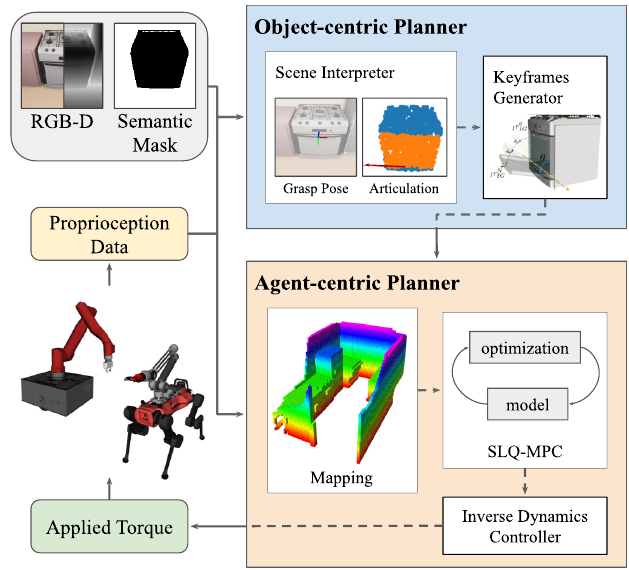 RGB-D
Semantic
Mask
Object-centric Planner
Scene Interpreter
Grasp Pose
Articulation
Keyframes
Generator
Proprioception
Data
Agent-centric Planner
Mapping
optimization
model
SLQ-MPC
Inverse Dynamics
Controller
Applied Torque